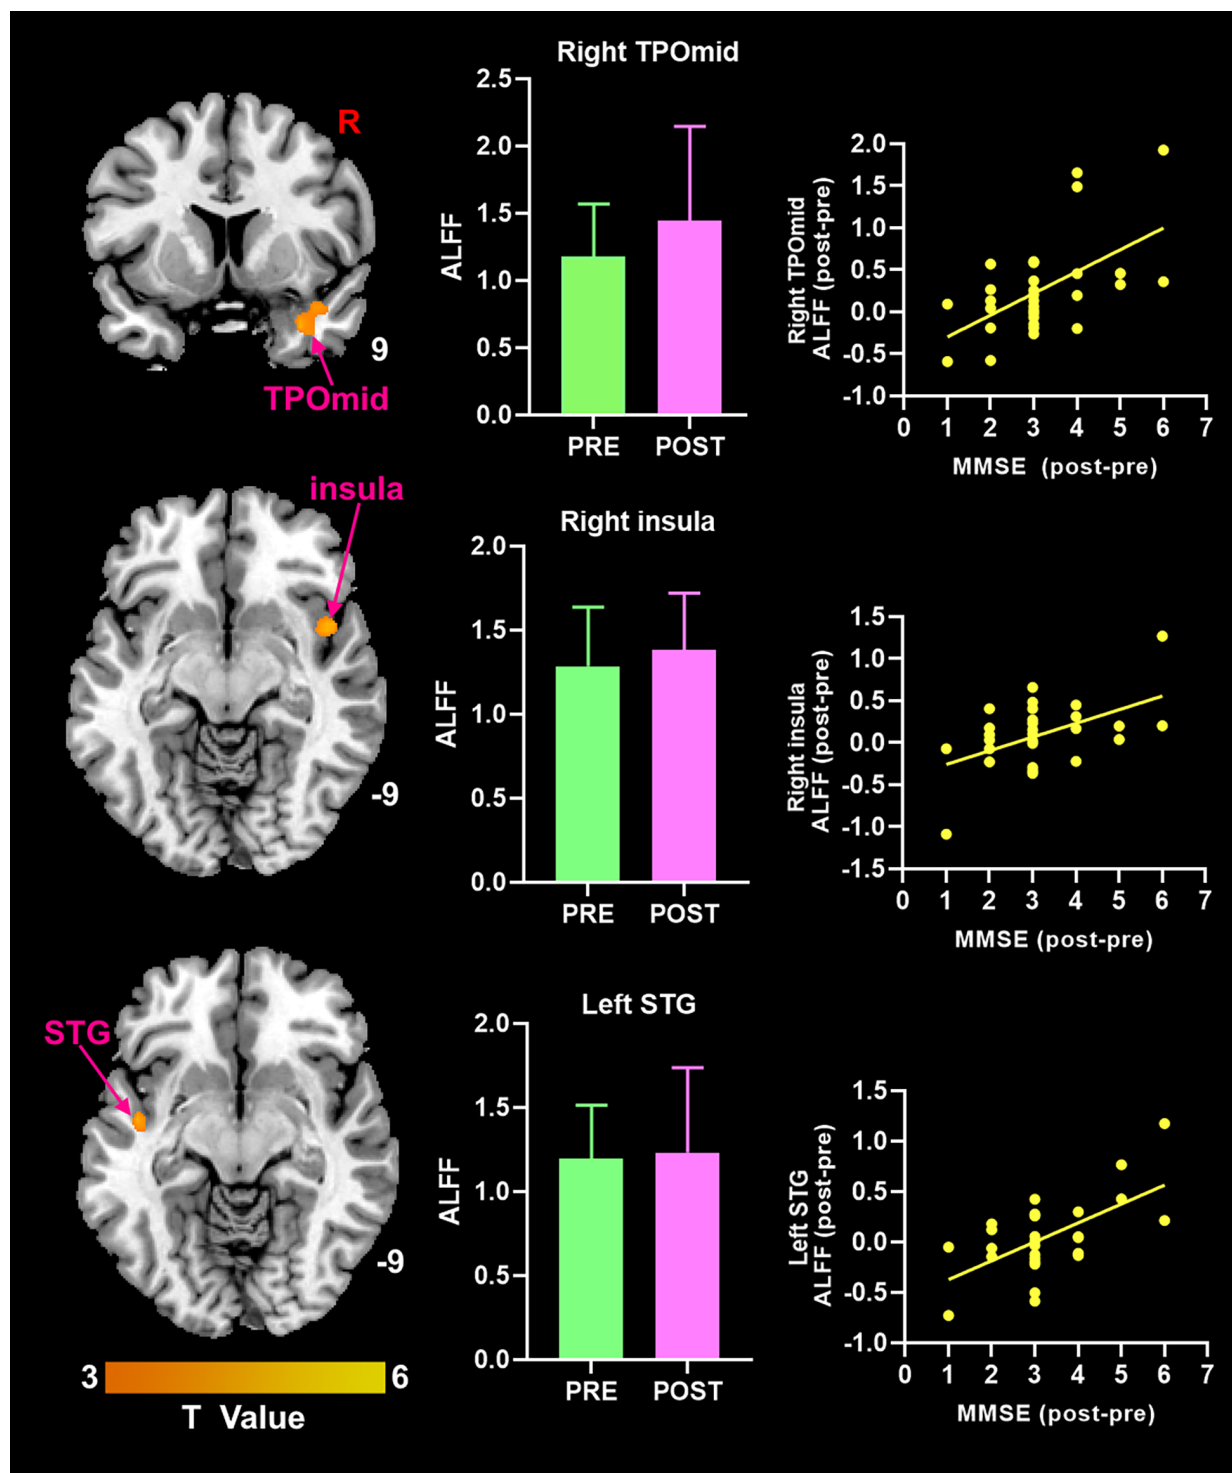 R
9
TPOmid
Right TPOmid
2.5
2.0
1.5
1.0
0.5
0.0
ALFF
PRE POST
2.0
1.5
1.0
0.5
0.0
-0.5
-1.0
Right TPOmid
ALFF (post-pre)
0 1 2 3 4 5 6 7
MMSE (post-pre)
insula
-9
Right insula
2.0
1.5
1.0
0.5
0.0
ALFF
PRE POST
1.5
1.0
0.5
0.0
-0.5
-1.0
-1.5
Right insula
ALFF (post-pre)
0 1 2 3 4 5 6 7
MMSE (post-pre)
STG
-9
3 6
T Value
Left STG
2.0
1.5
1.0
0.5
0.0
ALFF
PRE POST
1.5
1.0
0.5
0.0
-0.5
-1.0
Left STG
ALFF (post-pre)
0 1 2 3 4 5 6 7
MMSE (post-pre)